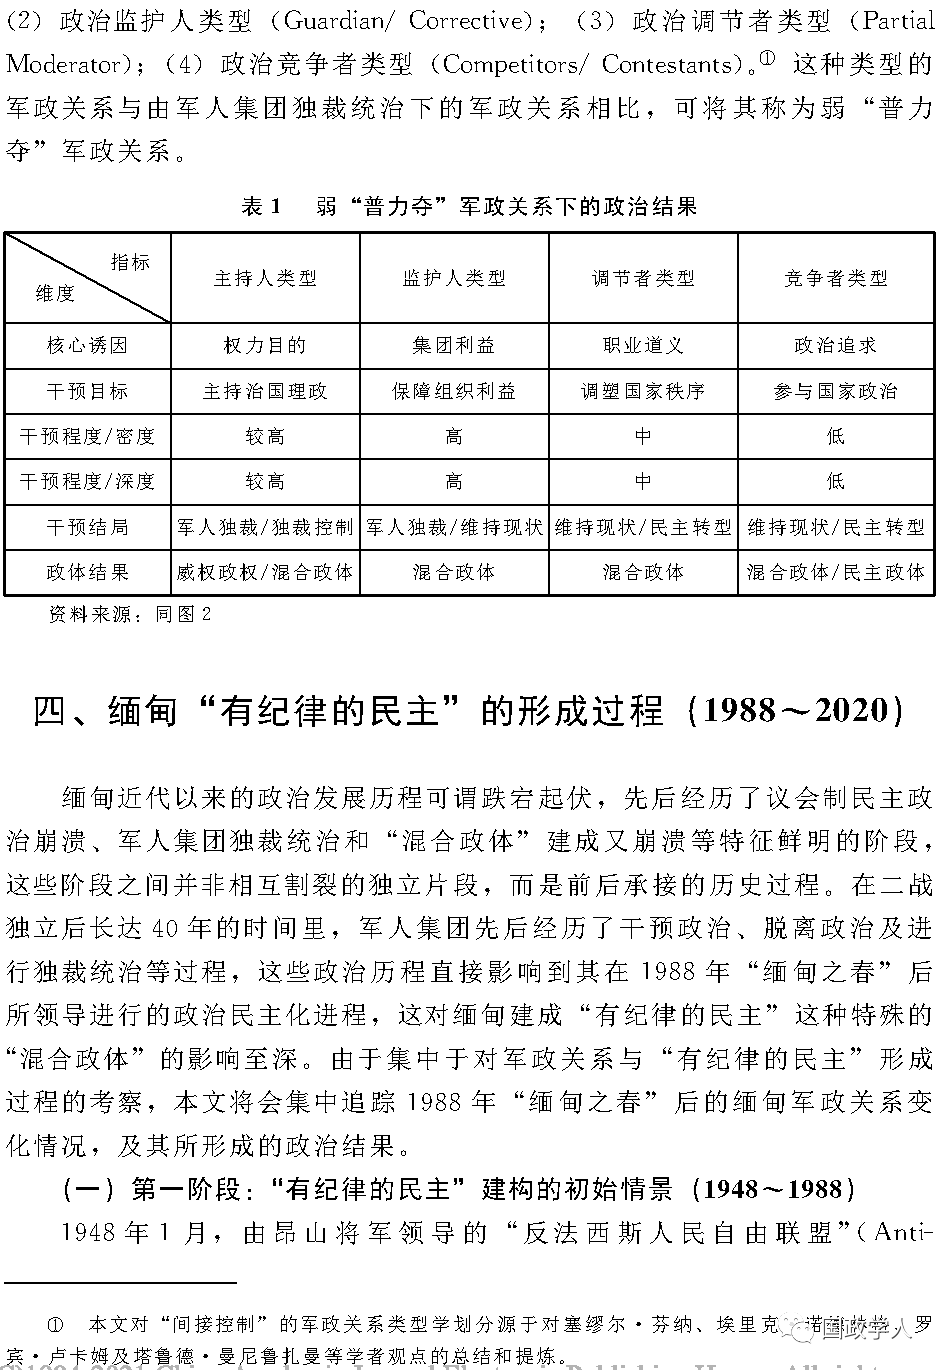 (2) 政治监护人类型 (Guardian/ Corrective); (3) 政治调节者类型 (Partial
Moderator); (4) 政治竞争者类型 (Competitors/ Contestants)。① 这种类型的
军政关系与由军人集团独裁统治下的军政关系相比，可将其称为弱“普力
夺”军政关系。
表 1 弱“普力夺”军政关系下的政治结果
指标
维度 主持人类型 监护人类型 调节者类型 竞争者类型
核心诱因 权力目的 集团利益 职业道义 政治追求
干预目标 主持治国理政 保障组织利益 调塑国家秩序 参与国家政治
干预程度/密度 较高 高 中 低
干预程度/深度 较高 高 中 低
干预结局 军人独裁/独裁控制 军人独裁/维持现状 维持现状/民主转型 维持现状/民主转型
政体结果 威权政权/混合政体 混合政体 混合政体 混合政体/民主政体
资料来源：同图 2
四、缅甸“有纪律的民主”的形成过程 (1988～2020)
缅甸近代以来的政治发展历程可谓跌宕起伏，先后经历了议会制民主政
治崩溃、军人集团独裁统治和“混合政体”建成又崩溃等特征鲜明的阶段，
这些阶段之间并非相互割裂的独立片段，而是前后承接的历史过程。在二战
独立后长达 40 年的时间里，军人集团先后经历了干预政治、脱离政治及进
行独裁统治等过程，这些政治历程直接影响到其在 1988 年“缅甸之春”后
所领导进行的政治民主化进程，这对缅甸建成“有纪律的民主”这种特殊的
“混合政体”的影响至深。由于集中于对军政关系与“有纪律的民主”形成
过程的考察，本文将会集中追踪 1988 年“缅甸之春”后的缅甸军政关系变
化情况，及其所形成的政治结果。
(一) 第一阶段：“有纪律的民主”建构的初始情景 (1948～1988)
1948 年 1 月，由昂山将军领导的“反法西斯人民自由联盟”(Anti-
① 本文对“间接控制”的军政关系类型学划分源于对塞缪尔·芬纳、埃里克·诺德林格、罗
宾·卢卡姆及塔鲁德·曼尼鲁扎曼等学者观点的总结和提炼。
国政学人